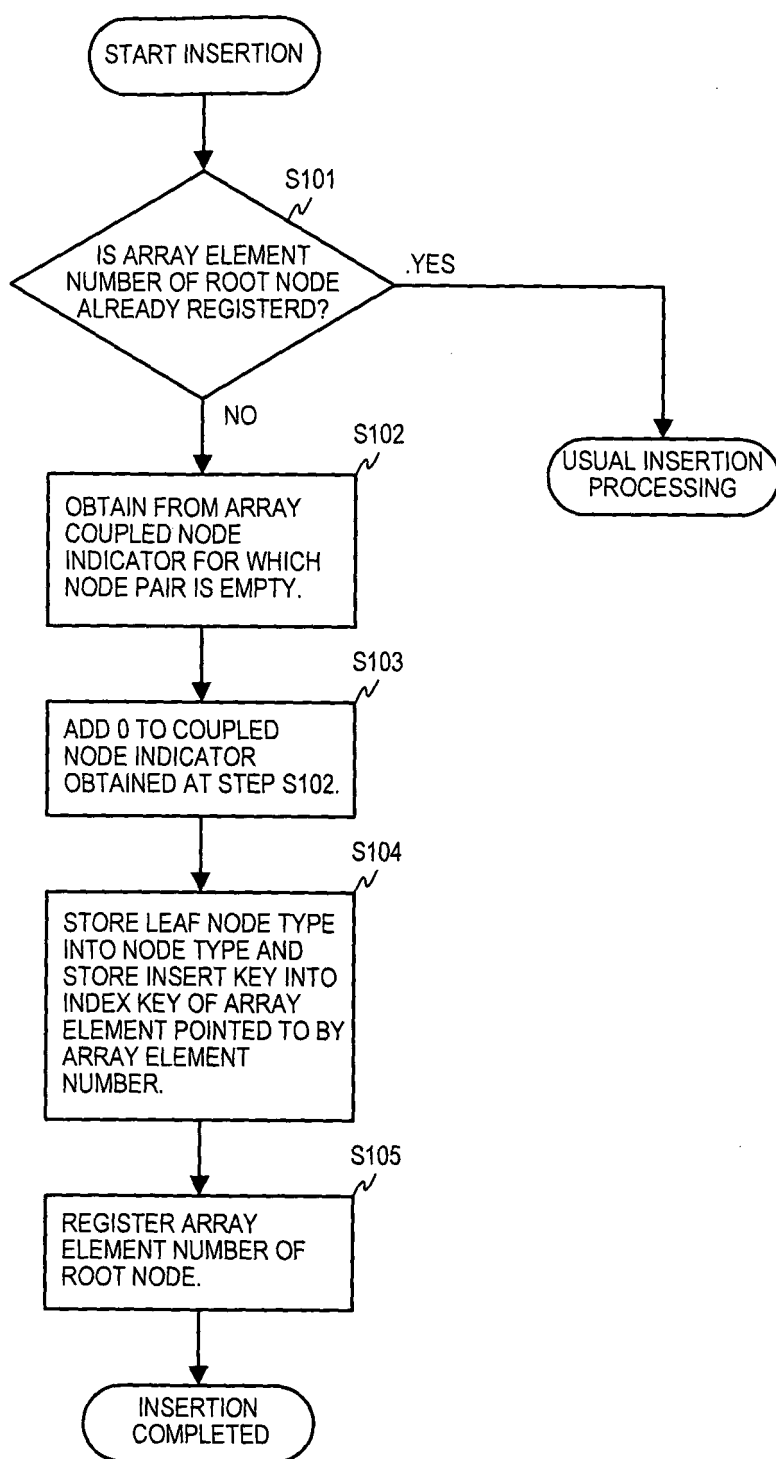 START INSERTION
S101
IS ARRAY ELEMENT
NUMBER OF ROOT NODE
ALREADY REGISTERD?
.YES
NO
USUAL INSERTION
PROCESSING
S102
OBTAIN FROM ARRAY
COUPLED NODE
INDICATOR FOR WHICH
NODE PAIR IS EMPTY.
S103
ADD 0 TO COUPLED
NODE INDICATOR
OBTAINED AT STEP S102.
S104
STORE LEAF NODE TYPE
INTO NODE TYPE AND
STORE INSERT KEY INTO
INDEX KEY OF ARRAY
ELEMENT POINTED TO BY
ARRAY ELEMENT
NUMBER.
S105
REGISTER ARRAY
ELEMENT NUMBER OF
ROOT NODE.
INSERTION
COMPLETED